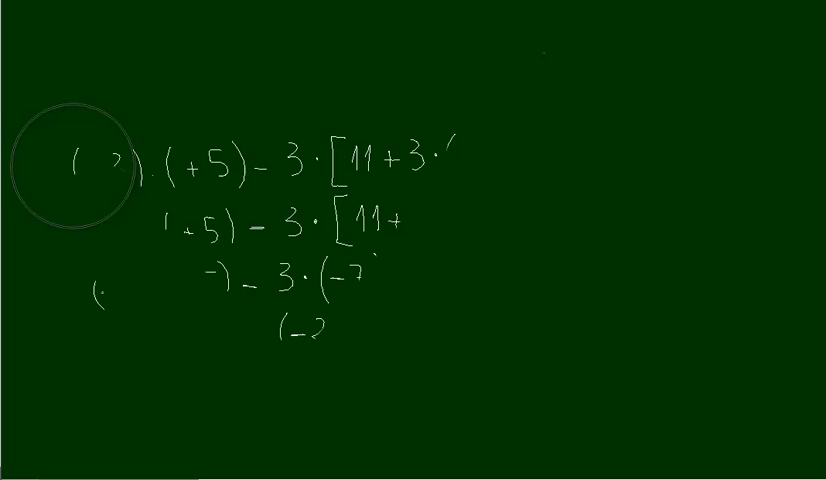 ( 2).(+5) - 3·[11+3·(
(+5) - 3·[11+
) - 3·(-7
(
(-2